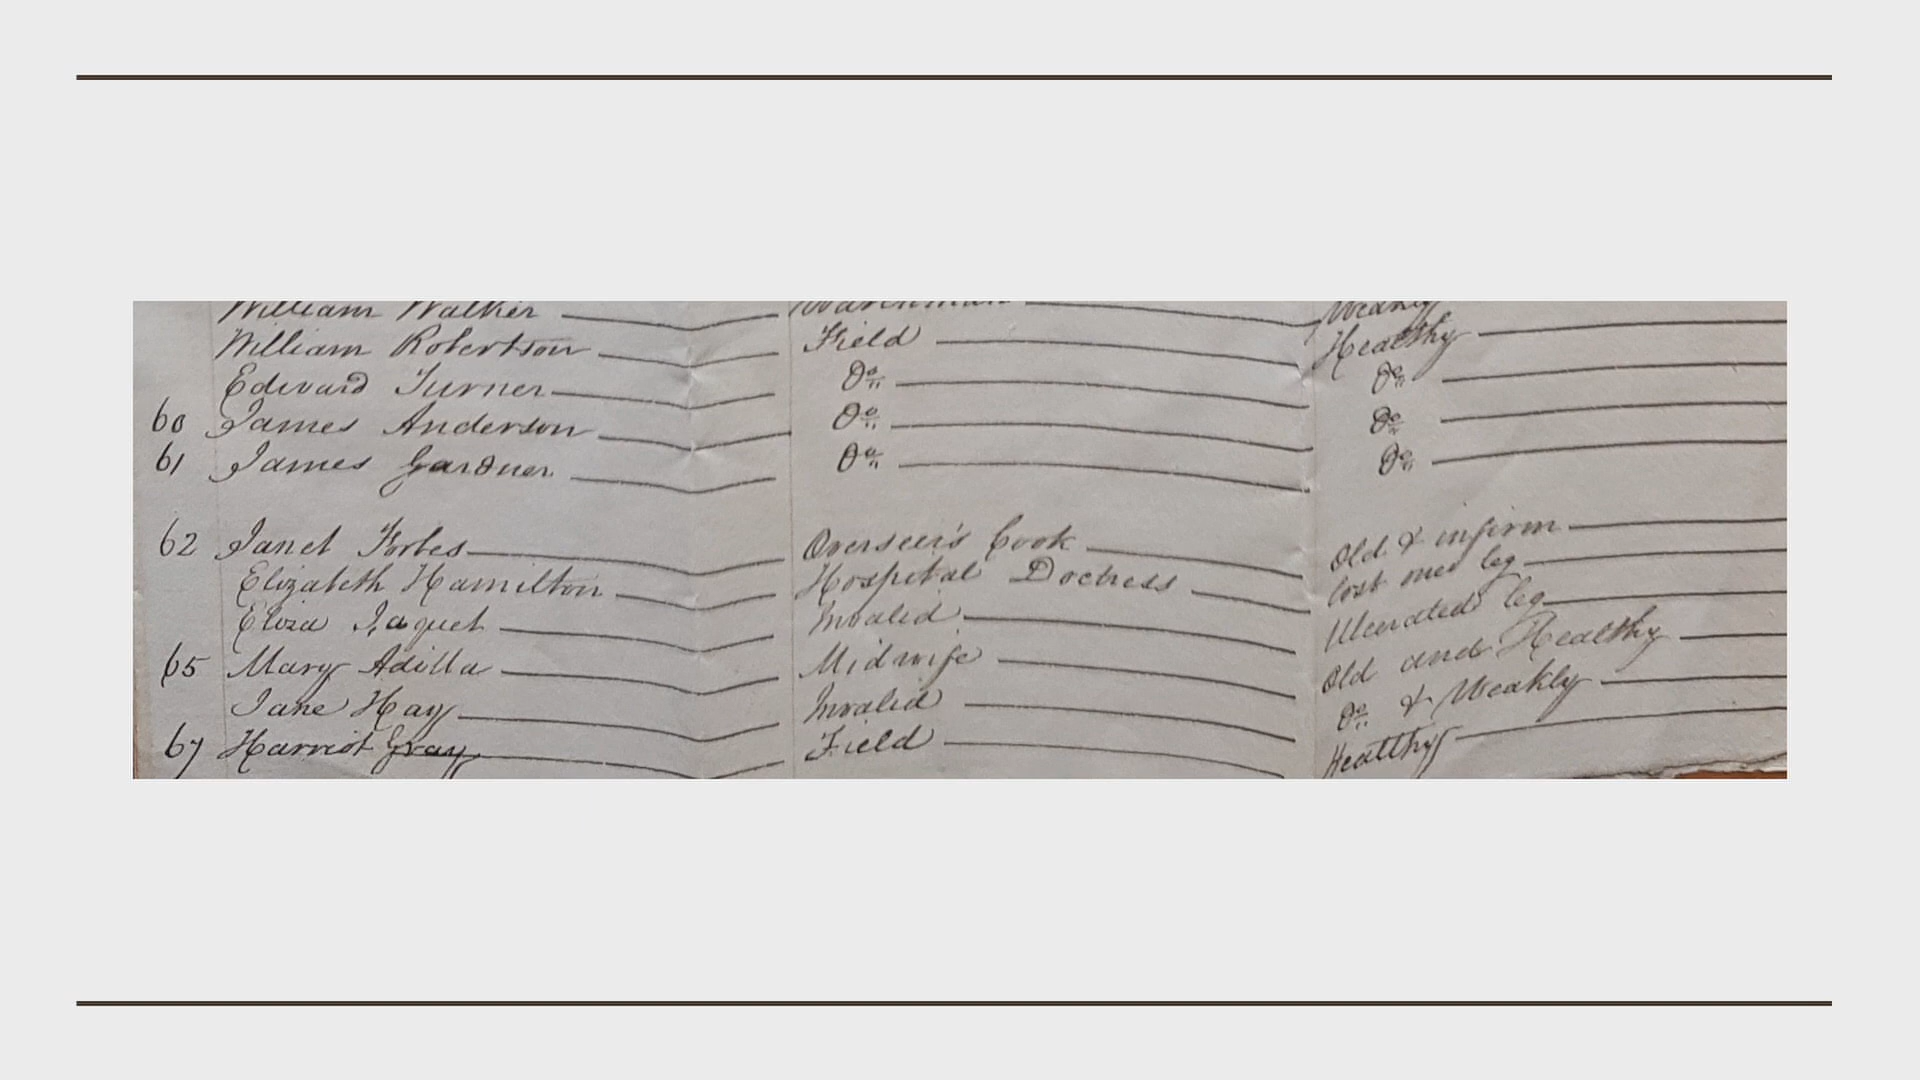 William Walker Watchman Weakly
William Robertson Field Healthy
Edward Turner Do Do
60 James Anderson Do Do
61 James Gardner Do Do
62 Janet Forbes Overseer's Cook Old & infirm
Elizabeth Hamilton Hospital Doctress lost one leg
Eliza Jaquet Invalid Ulcerated leg
65 Mary Adilla Midwife Old and Healthy
Jane Hay Invalid Do & Weakly
67 Harriot Gray Field Healthy